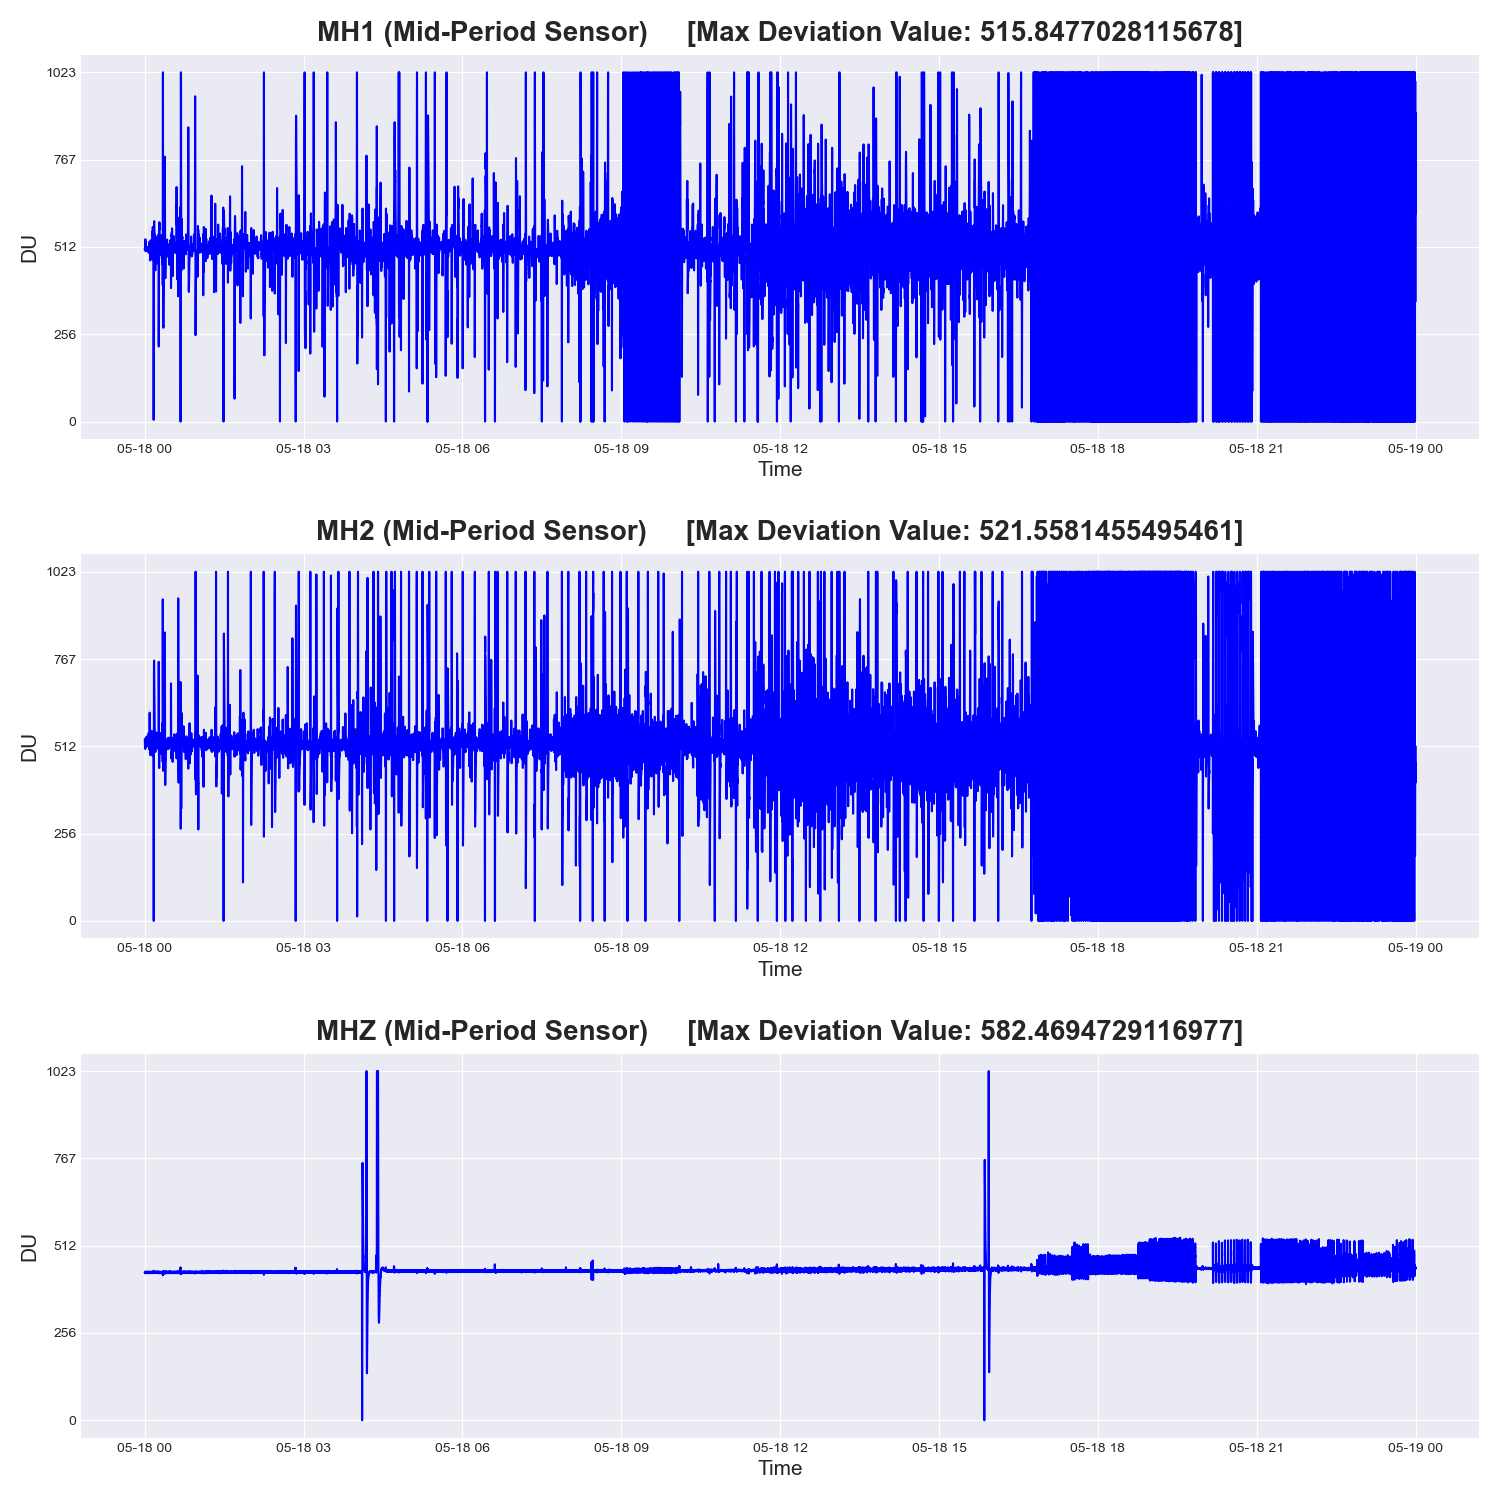 MH1 (Mid-Period Sensor) [Max Deviation Value: 515.8477028115678]
1023
767
512
256
0
DU
05-18 00 05-18 03 05-18 06 05-18 09 05-18 12 05-18 15 05-18 18 05-18 21 05-19 00
Time
MH2 (Mid-Period Sensor) [Max Deviation Value: 521.5581455495461]
1023
767
512
256
0
DU
05-18 00 05-18 03 05-18 06 05-18 09 05-18 12 05-18 15 05-18 18 05-18 21 05-19 00
Time
MHZ (Mid-Period Sensor) [Max Deviation Value: 582.4694729116977]
1023
767
512
256
0
DU
05-18 00 05-18 03 05-18 06 05-18 09 05-18 12 05-18 15 05-18 18 05-18 21 05-19 00
Time